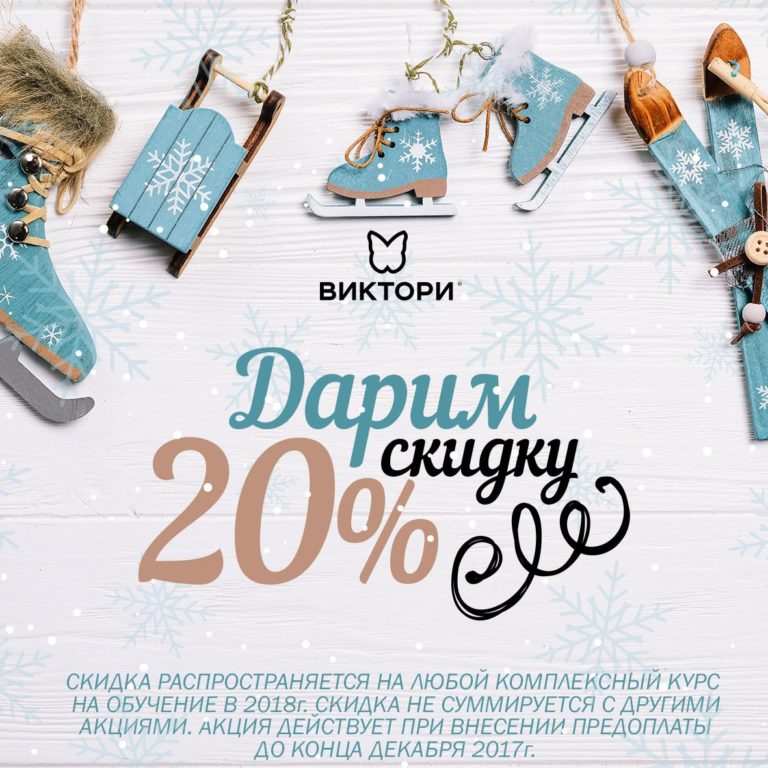 ВИКТОРИ®
Дарим
скидку
20%
СКИДКА РАСПРОСТРАНЯЕТСЯ НА ЛЮБОЙ КОМПЛЕКСНЫЙ КУРС
НА ОБУЧЕНИЕ В 2018г. СКИДКА НЕ СУММИРУЕТСЯ С ДРУГИМИ
АКЦИЯМИ. АКЦИЯ ДЕЙСТВУЕТ ПРИ ВНЕСЕНИИ ПРЕДОПЛАТЫ
ДО КОНЦА ДЕКАБРЯ 2017г.